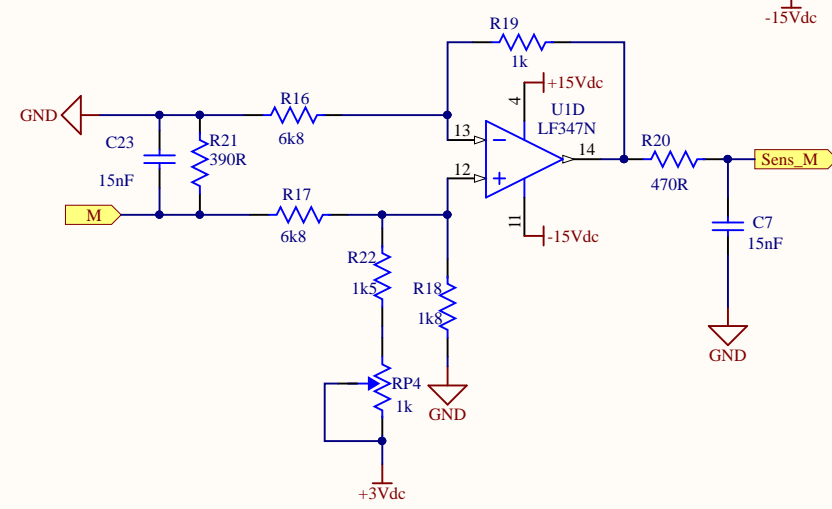 -15Vdc
R19
1k
+15Vdc
4
U1D
LF347N
GND
R16
6k8
13
C23
R21
390R
15nF
14
R20
470R
Sens_M
12
M
R17
6k8
11
-15Vdc
C7
15nF
R22
1k5
R18
1k8
GND
RP4
1k
GND
+3Vdc